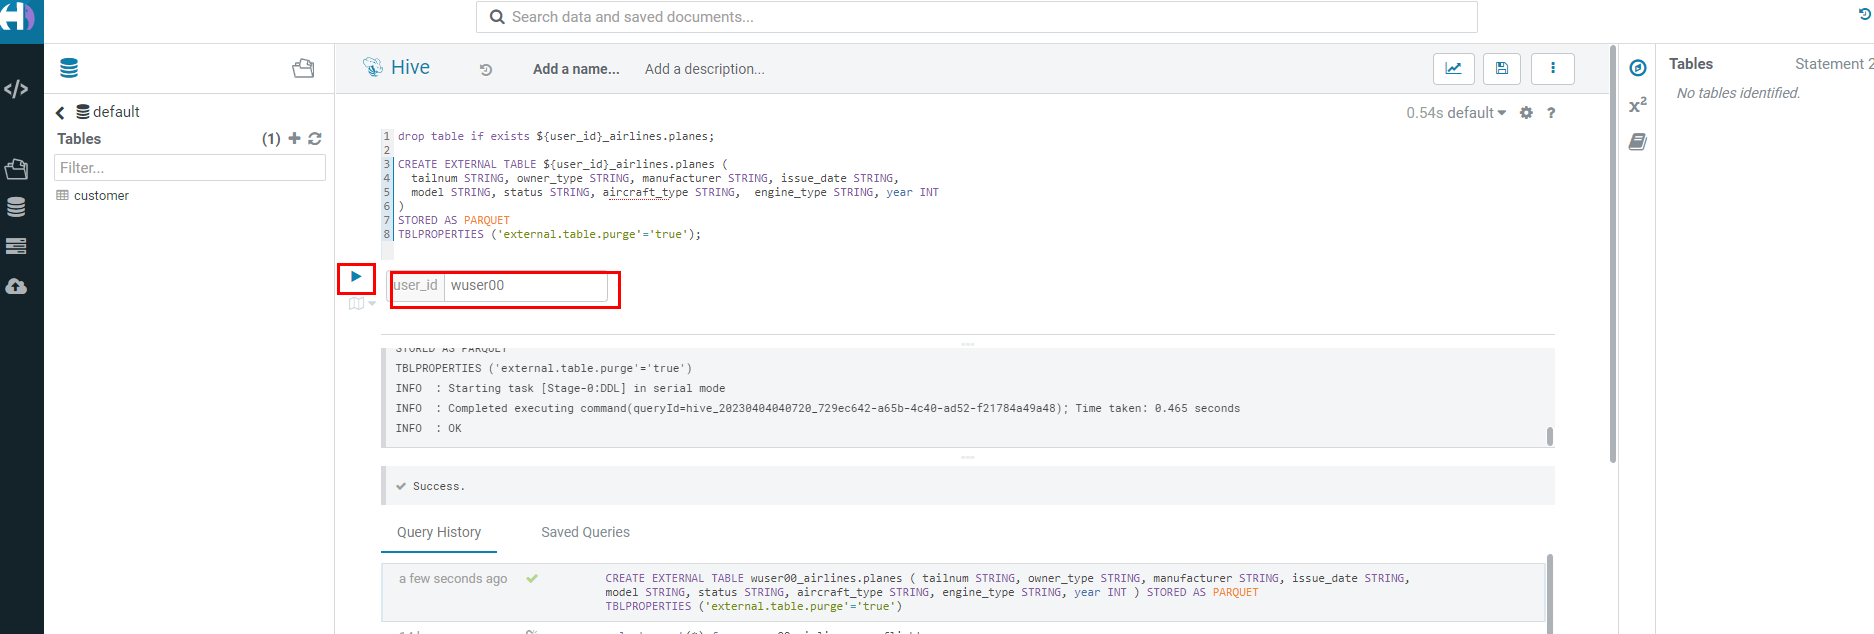 Search data and saved documents...
Hive
Add a name...
Add a description...
Tables
Statement 2
No tables identified.
default
Tables
(1)
Filter...
customer
0.54s default
?
x2
1 drop table if exists ${user_id}_airlines.planes;
2
3 CREATE EXTERNAL TABLE ${user_id}_airlines.planes (
4 tailnum STRING, owner_type STRING, manufacturer STRING, issue_date STRING,
5 model STRING, status STRING, aircraft_type STRING, engine_type STRING, year INT
6 )
7 STORED AS PARQUET
8 TBLPROPERTIES ('external.table.purge'='true');
user_id wuser00
STORED AS PARQUET
TBLPROPERTIES ('external.table.purge'='true')
INFO : Starting task [Stage-0:DDL] in serial mode
INFO : Completed executing command(queryId=hive_20230404040720_729ec642-a65b-4c40-ad52-f21784a49a48); Time taken: 0.465 seconds
INFO : OK
Success.
Query History
Saved Queries
a few seconds ago
CREATE EXTERNAL TABLE wuser00_airlines.planes ( tailnum STRING, owner_type STRING, manufacturer STRING, issue_date STRING,
model STRING, status STRING, aircraft_type STRING, engine_type STRING, year INT ) STORED AS PARQUET
TBLPROPERTIES ('external.table.purge'='true')